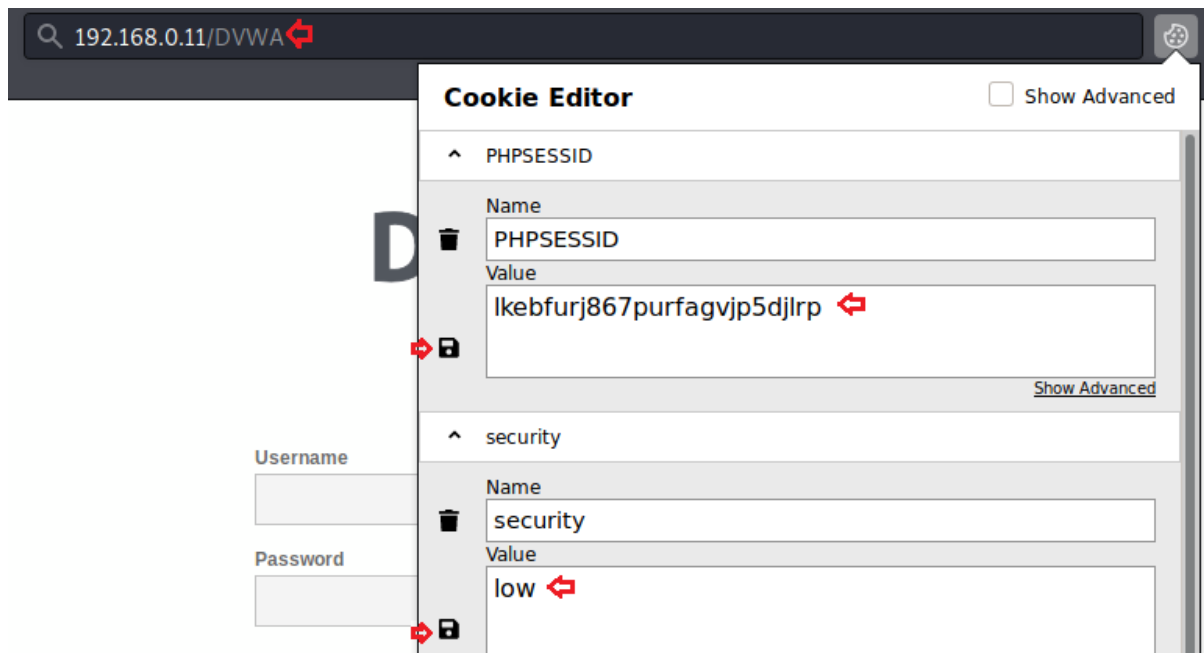 192.168.0.11/DVWA
Cookie Editor
Show Advanced
PHPSESSID
Name
PHPSESSID
Value
lkebfurj867purfagvjp5djlrp
Show Advanced
security
Name
security
Value
low
D
Username
Password